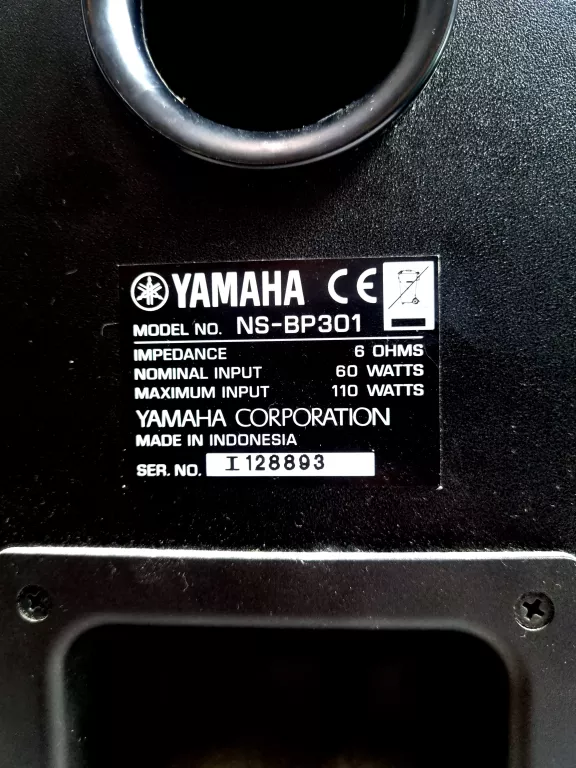 YAMAHA CE
MODEL NO. NS-BP301
IMPEDANCE 6 OHMS
NOMINAL INPUT 60 WATTS
MAXIMUM INPUT 110 WATTS
YAMAHA CORPORATION
MADE IN INDONESIA
SER. NO. I 128893